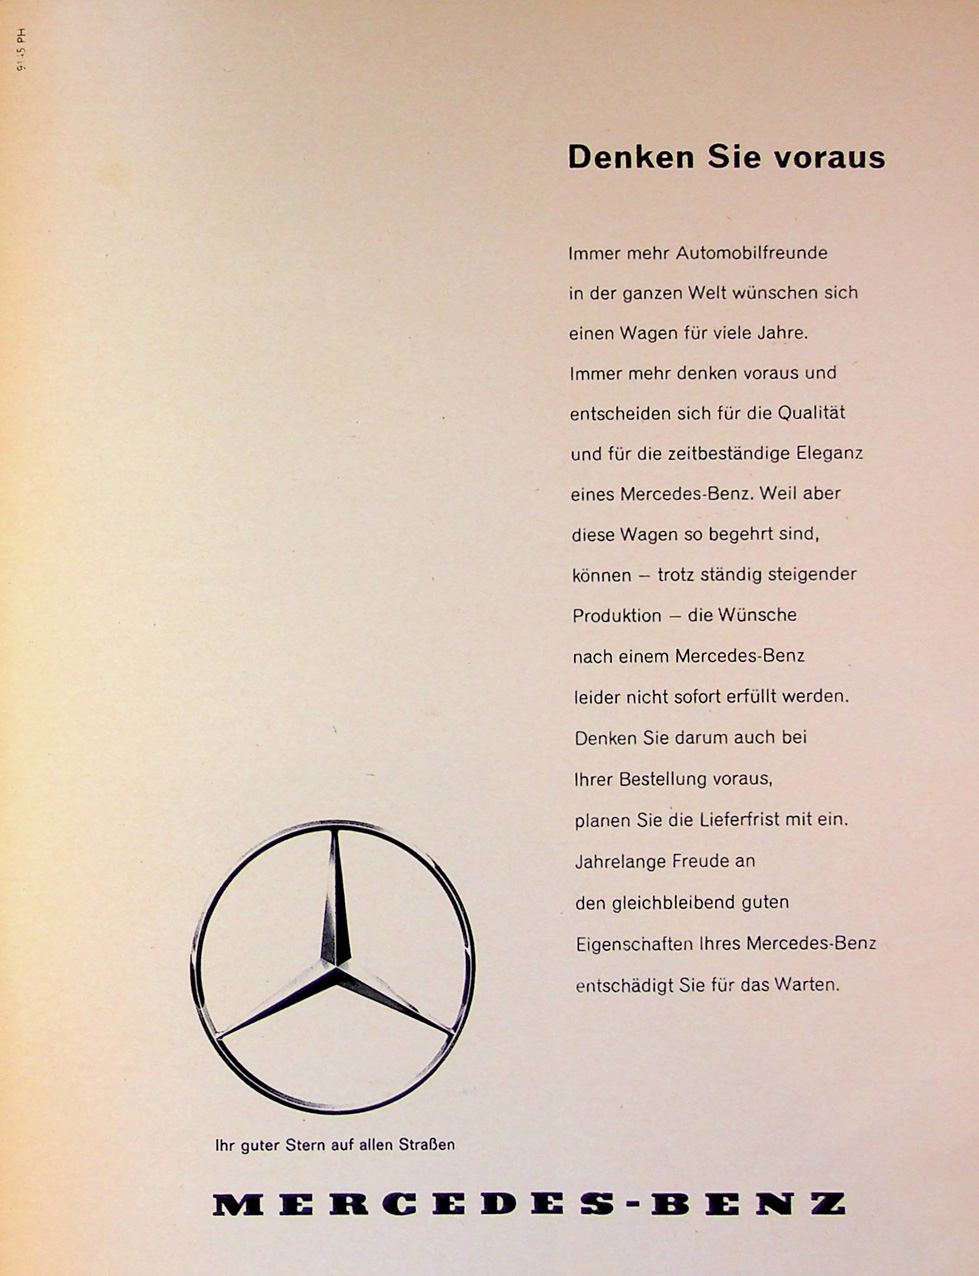 Denken Sie voraus
Immer mehr Automobilfreunde
in der ganzen Welt wünschen sich
einen Wagen für viele Jahre.
Immer mehr denken voraus und
entscheiden sich für die Qualität
und für die zeitbeständige Eleganz
eines Mercedes-Benz. Weil aber
diese Wagen so begehrt sind,
können – trotz ständig steigender
Produktion – die Wünsche
nach einem Mercedes-Benz
leider nicht sofort erfüllt werden.
Denken Sie darum auch bei
Ihrer Bestellung voraus,
planen Sie die Lieferfrist mit ein.
Jahrelange Freude an
den gleichbleibend guten
Eigenschaften Ihres Mercedes-Benz
entschädigt Sie für das Warten.
Ihr guter Stern auf allen Straßen
MERCEDES-BENZ